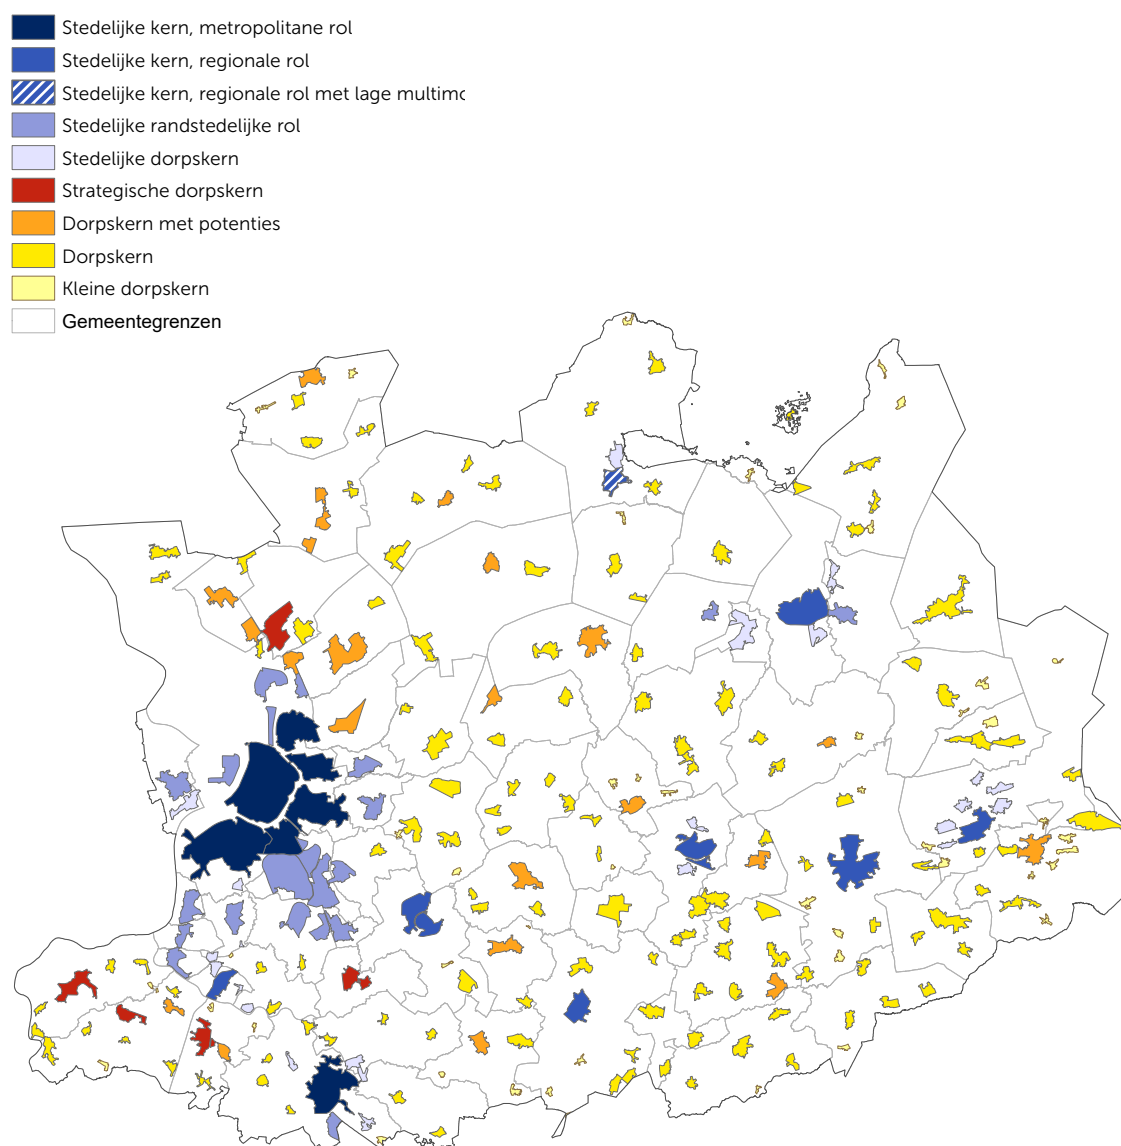 Stedelijke kern, metropolitane rol
Stedelijke kern, regionale rol
Stedelijke kern, regionale rol met lage multimo
Stedelijke randstedelijke rol
Stedelijke dorpskern
Strategische dorpskern
Dorpskern met potenties
Dorpskern
Kleine dorpskern
Gemeentegrenzen